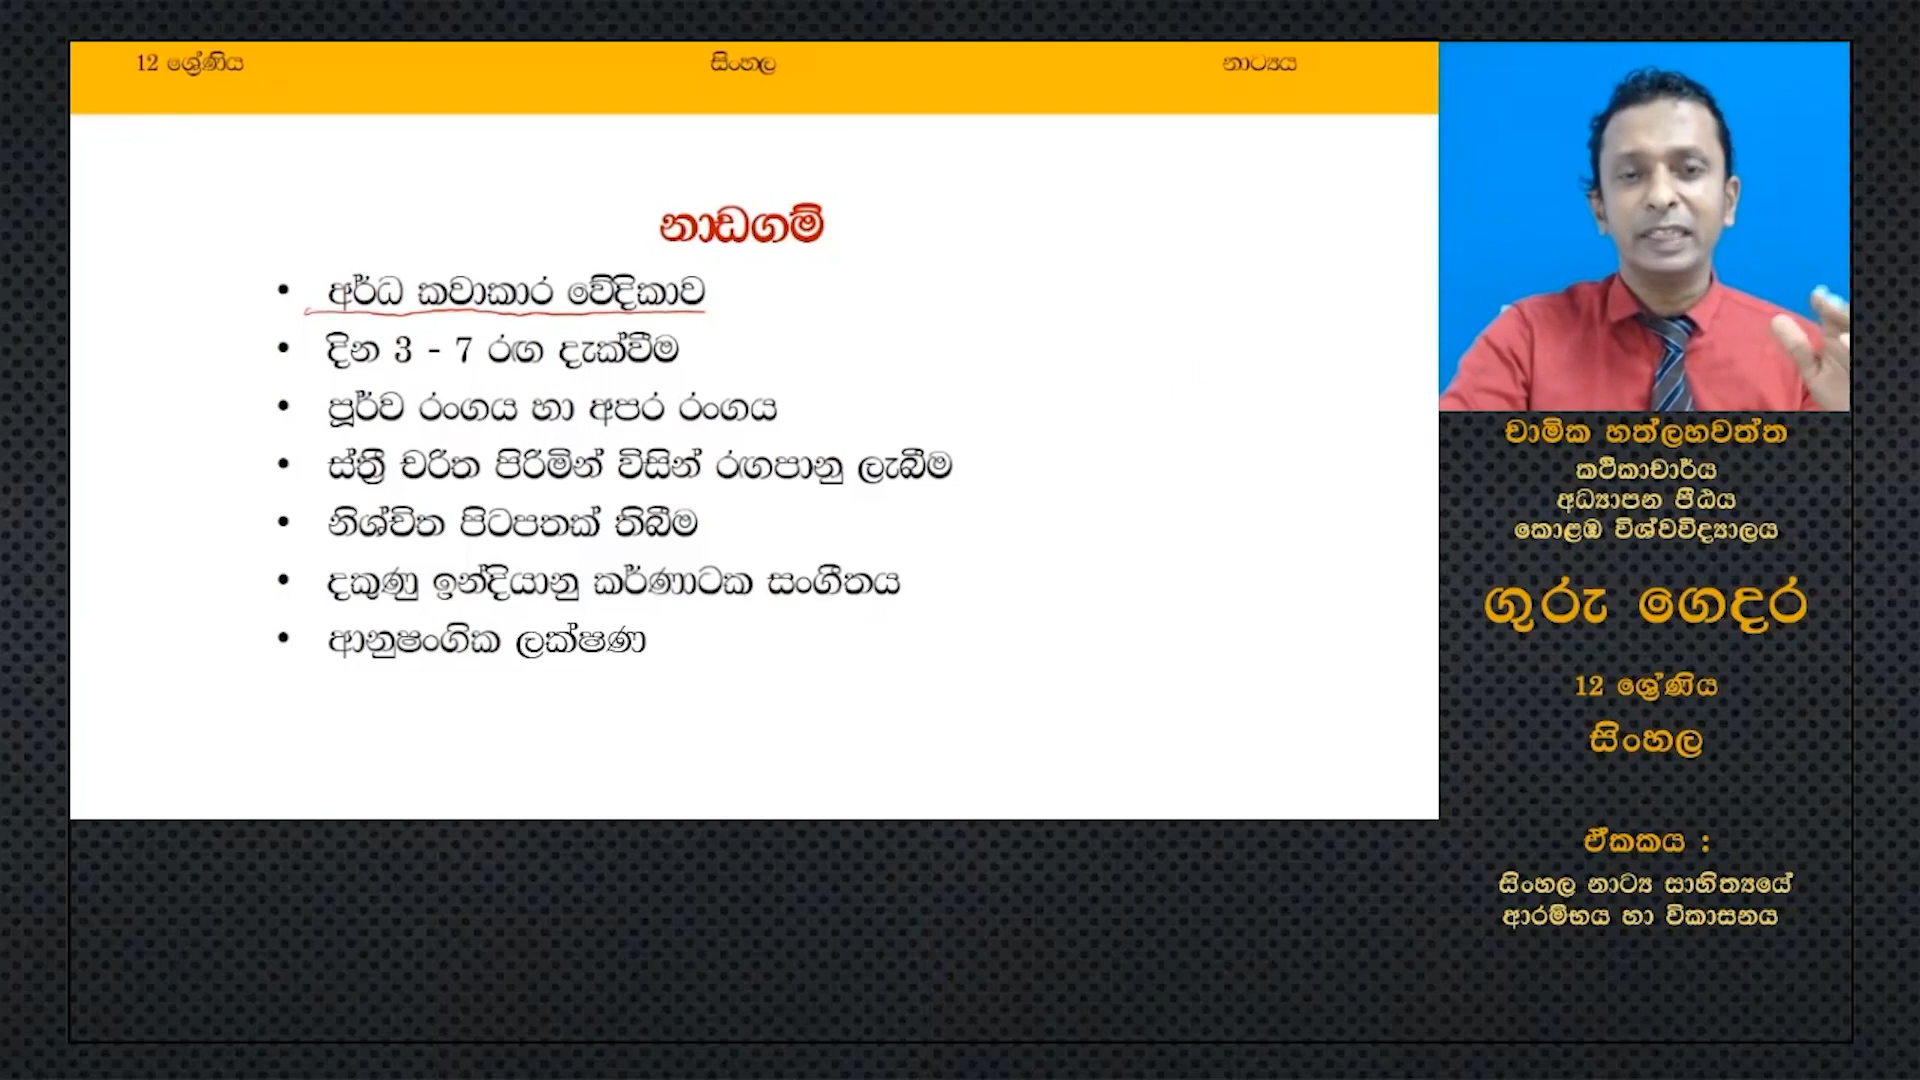 12 ශ්‍රේණිය
සිංහල
නාට්‍යය
නාඩගම්
• අර්ධ කවාකාර වේදිකාව
• දින 3 - 7 රඟ දැක්වීම
• පූර්ව රංගය හා අපර රංගය
• ස්ත්‍රී චරිත පිරිමින් විසින් රඟපානු ලැබීම
• නිශ්චිත පිටපතක් තිබීම
• දකුණු ඉන්දියානු කර්ණාටක සංගීතය
• ආනුෂංගික ලක්ෂණ
චාමික හත්ලහවත්ත
කථිකාචාර්ය
අධ්‍යාපන පීඨය
කොළඹ විශ්වවිද්‍යාලය
ගුරු ගෙදර
12 ශ්‍රේණිය
සිංහල
ඒකකය :
සිංහල නාට්‍ය සාහිත්‍යයේ
ආරම්භය හා විකාසනය